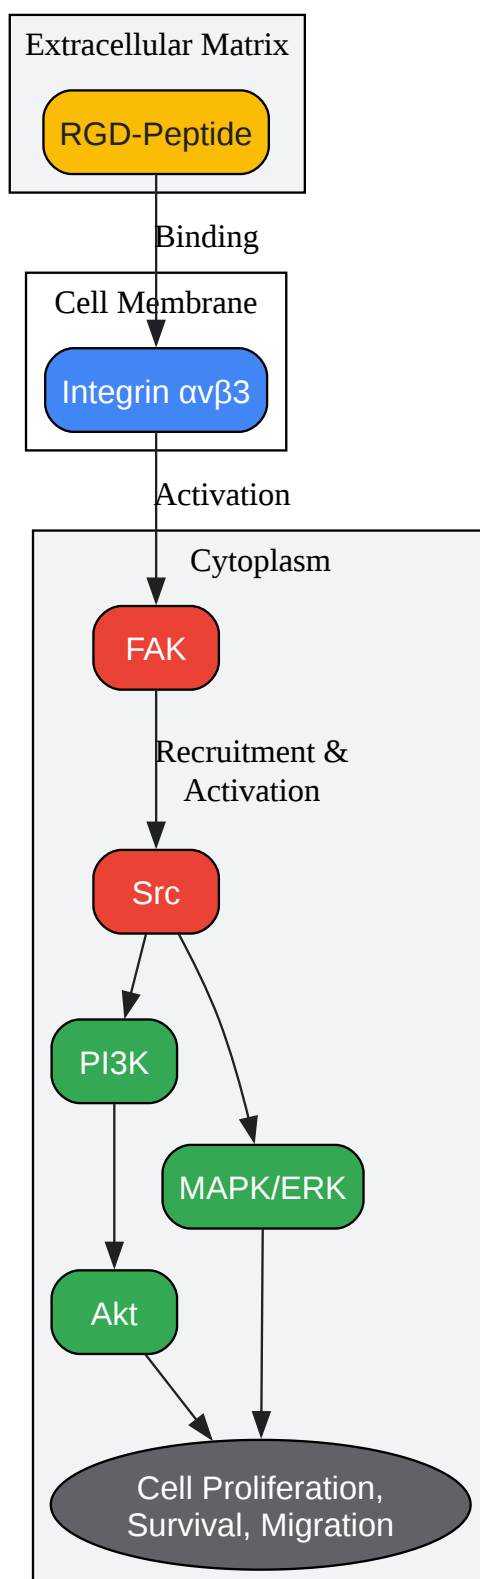 Extracellular Matrix
RGD-Peptide
Binding
Cell Membrane
Integrin αvβ3
Activation
Cytoplasm
FAK
Recruitment &
Activation
Src
PI3K
MAPK/ERK
Akt
Cell Proliferation,
Survival, Migration